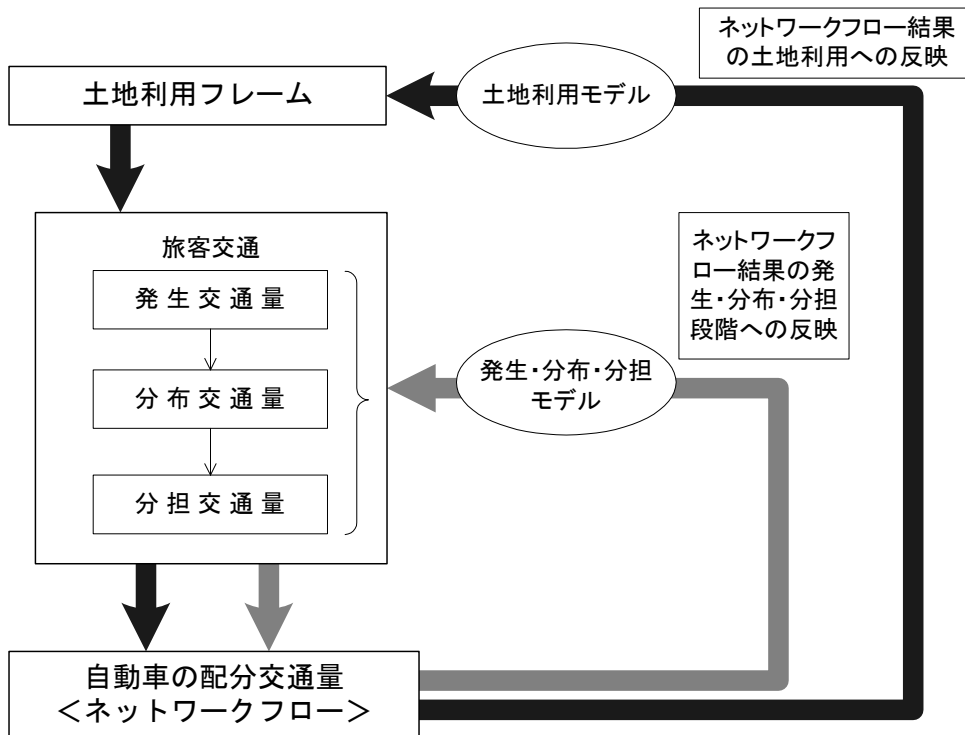 ネットワークフロー結果
の土地利用への反映
土地利用フレーム
土地利用モデル
旅客交通
発生交通量
分布交通量
分担交通量
ネットワークフ
ロー結果の発
生・分布・分担
段階への反映
発生・分布・分担
モデル
自動車の配分交通量
＜ネットワークフロー＞